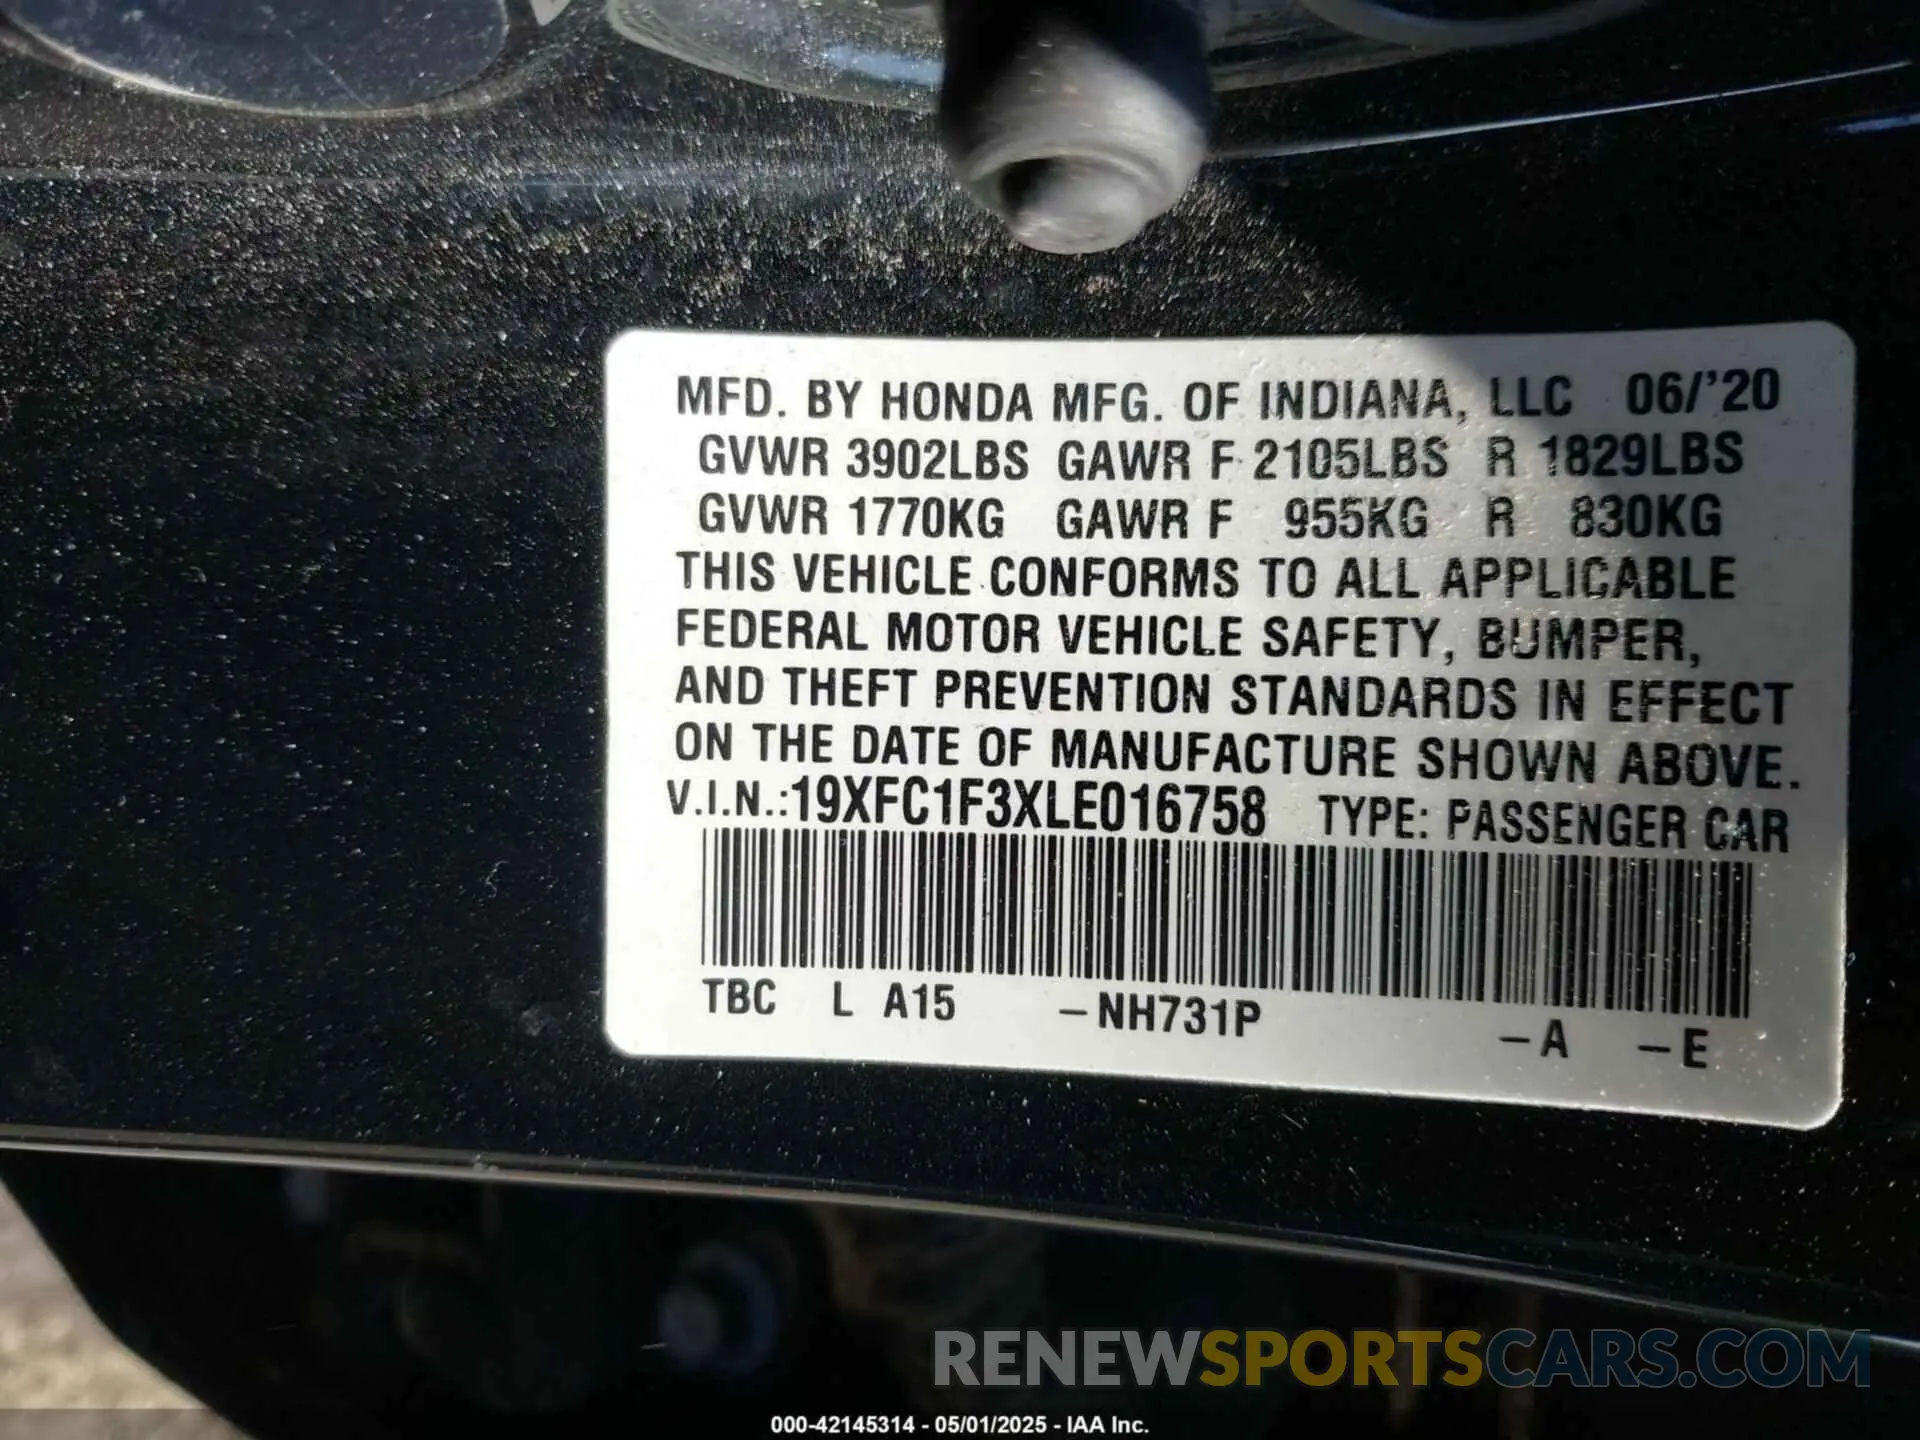 MFD. BY HONDA MFG. OF INDIANA, LLC 06/'20
GVWR 3902LBS GAWR F 2105LBS R 1829LBS
GVWR 1770KG GAWR F 955KG R 830KG
THIS VEHICLE CONFORMS TO ALL APPLICABLE
FEDERAL MOTOR VEHICLE SAFETY, BUMPER,
AND THEFT PREVENTION STANDARDS IN EFFECT
ON THE DATE OF MANUFACTURE SHOWN ABOVE.
V.I.N.:19XFC1F3XLE016758 TYPE: PASSENGER CAR
TBC L A15 –NH731P –A –E
RENEWSPORTSCARS.COM
000-42145314 - 05/01/2025 - IAA Inc.